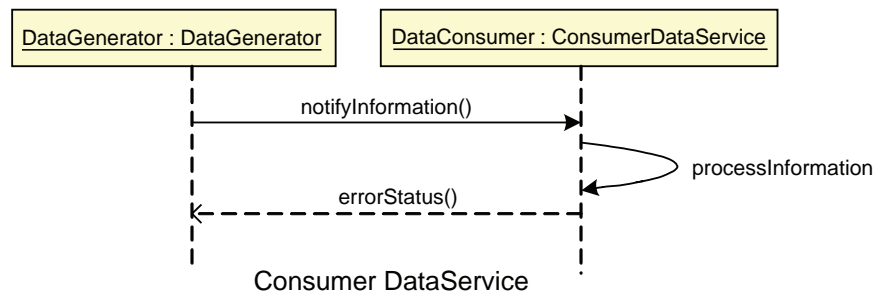 DataGenerator : DataGenerator
DataConsumer : ConsumerDataService
notifyInformation()
processInformation
errorStatus()
Consumer DataService